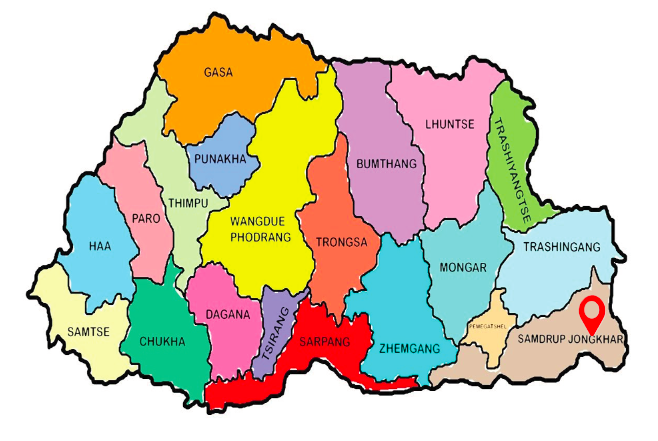 GASA
LHUNTSE
TRASHIYANGTSE
PUNAKHA
BUMTHANG
THIMPU
PARO
WANGDUE
PHODRANG
HAA
TRONGSA
TRASHINGANG
MONGAR
DAGANA
TSIRANG
SAMTSE
CHUKHA
SARPANG
ZHEMGANG
PEMEGATSHEL
SAMDRUP JONGKHAR